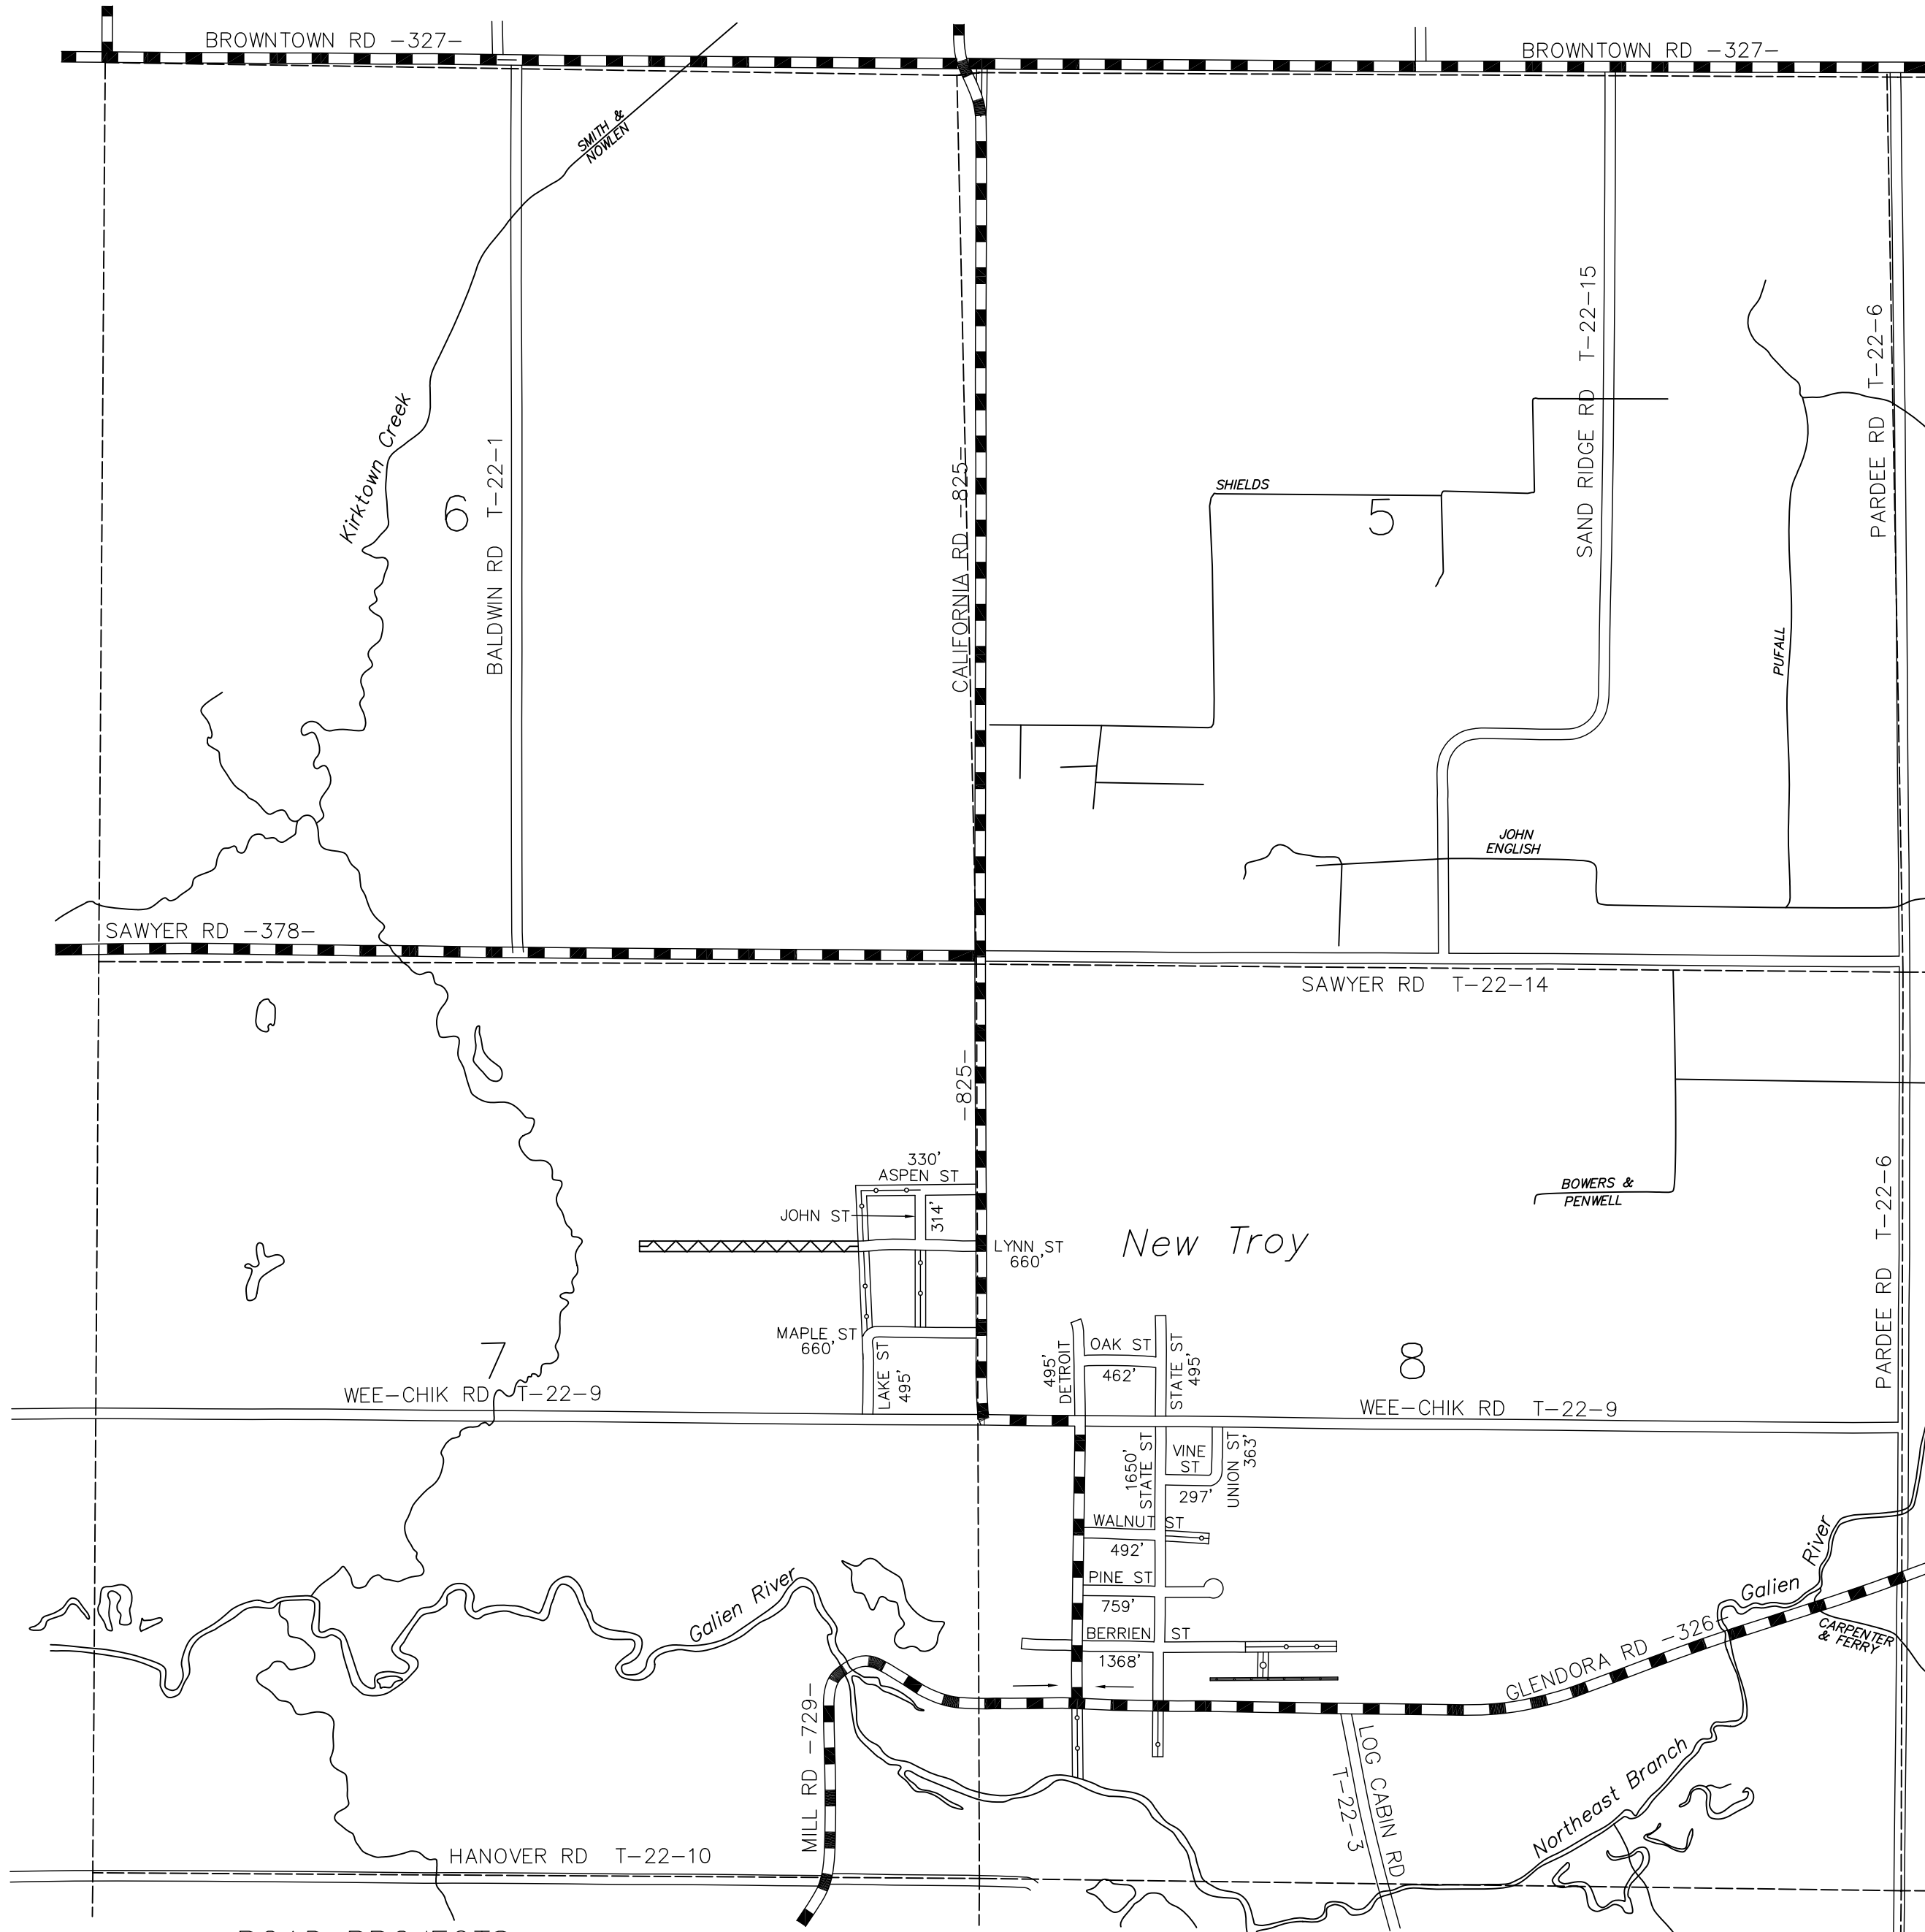 BROWNTOWN RD -327-
BROWNTOWN RD -327-
SMITH &
NOWLEN
Kirktown Creek
6
BALDWIN RD T-22-1
CALIFORNIA RD -825-
SHIELDS
5
SAND RIDGE RD T-22-15
PARDEE RD T-22-6
PUFALL
JOHN
ENGLISH
SAWYER RD -378-
SAWYER RD T-22-14
-825-
330'
ASPEN ST
JOHN ST
314'
LYNN ST
660'
New Troy
BOWERS &
PENWELL
PARDEE RD T-22-6
MAPLE ST
660'
LAKE ST
495'
7
495'
DETROIT
OAK ST
462'
STATE ST
495'
8
WEE-CHIK RD T-22-9
WEE-CHIK RD T-22-9
1650'
STATE ST
VINE
ST
297'
UNION ST
363'
WALNUT ST
492'
PINE ST
759'
BERRIEN ST
1368'
Galien River
Galien River
CARPENTER
& FERRY
GLENDORA RD -326-
MILL RD -729-
LOG CABIN RD
T-22-3
Northeast Branch
HANOVER RD T-22-10